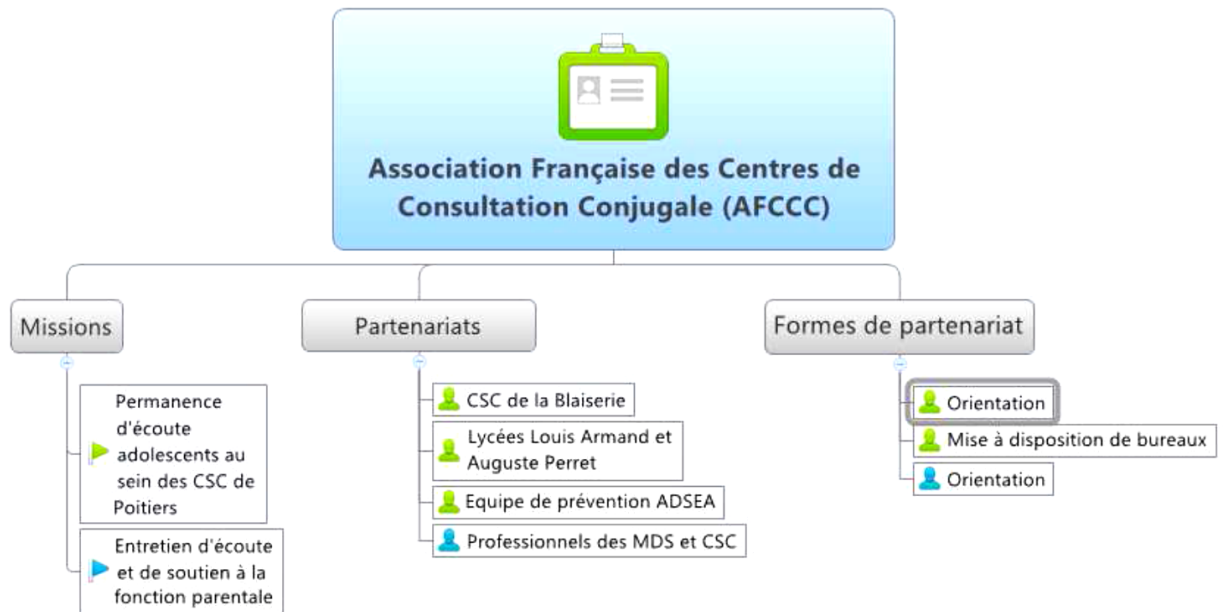 Association Française des Centres de
Consultation Conjugale (AFCCC)
Missions
Permanence
d'écoute
adolescents au
sein des CSC de
Poitiers
Entretien d'écoute
et de soutien à la
fonction parentale
Partenariats
CSC de la Blaiserie
Lycées Louis Armand et
Auguste Perret
Equipe de prévention ADSEA
Professionnels des MDS et CSC
Formes de partenariat
Orientation
Mise à disposition de bureaux
Orientation